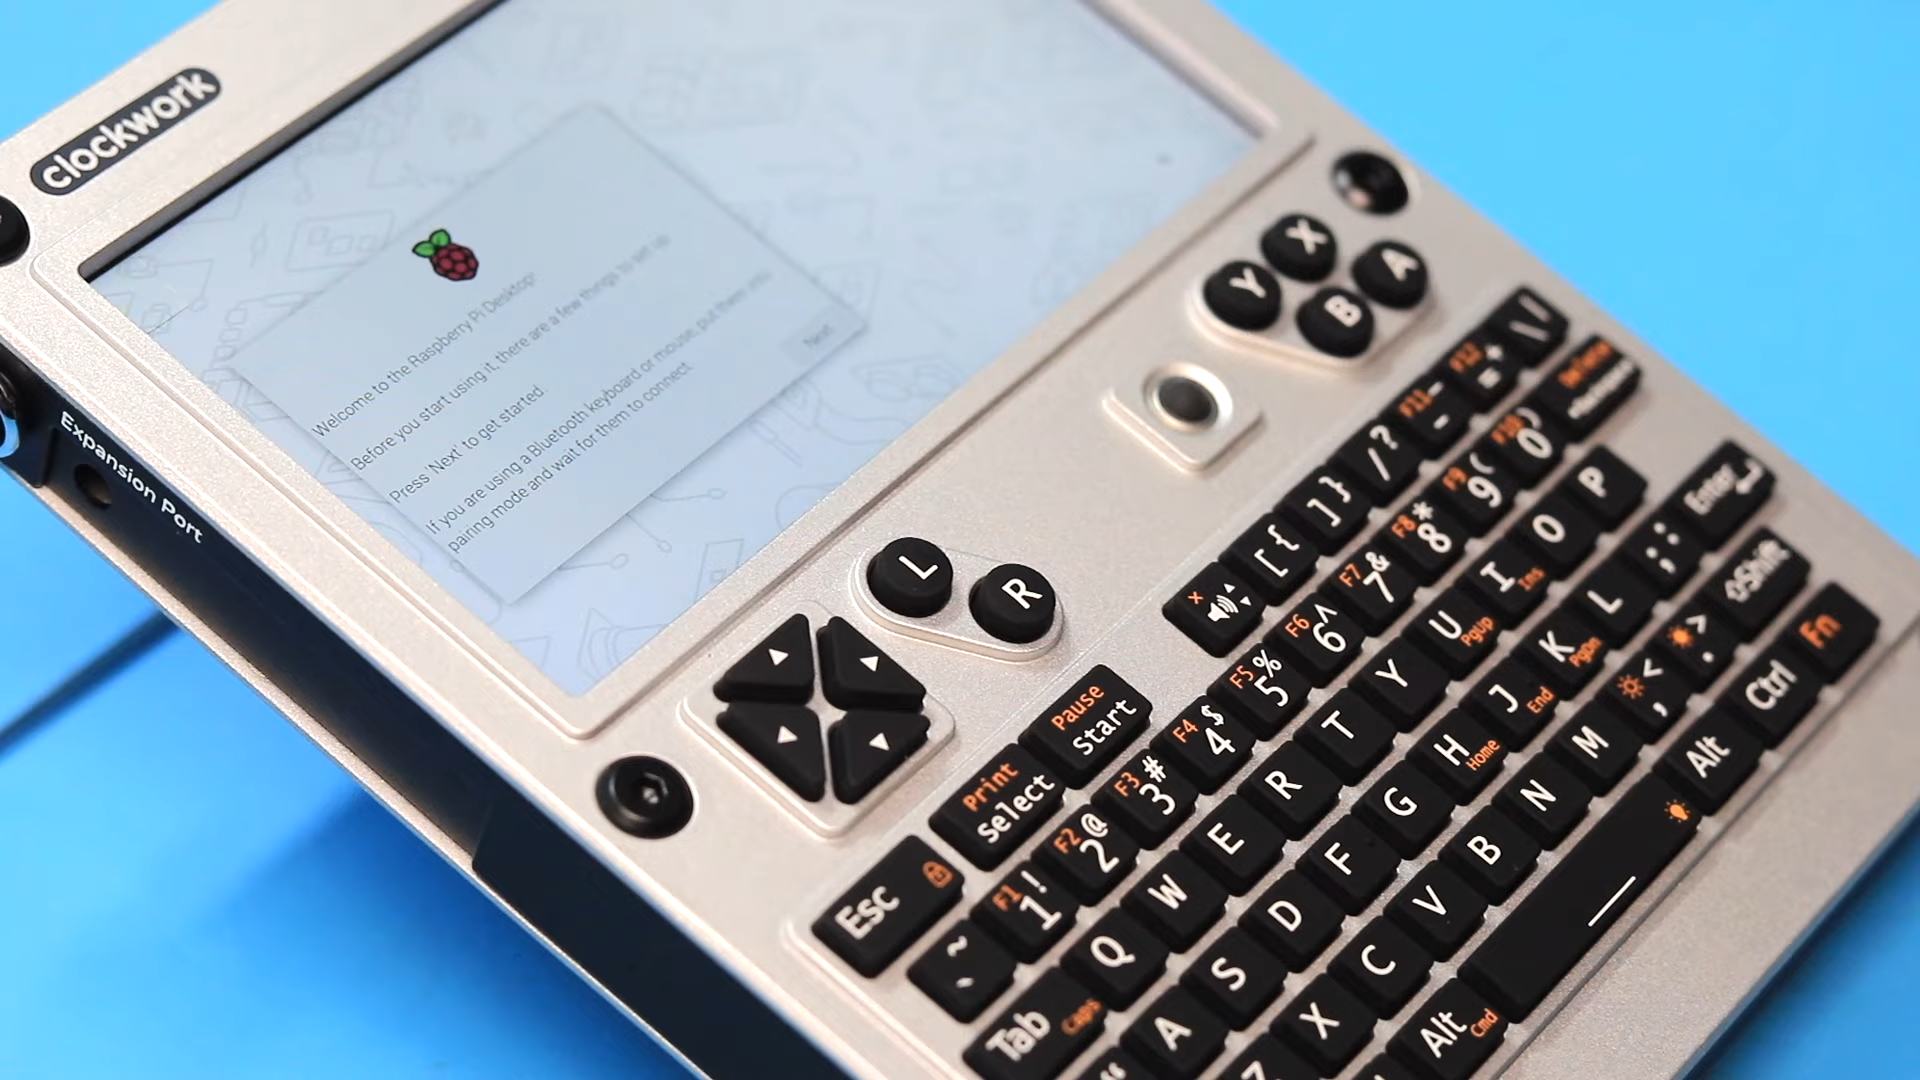 clockwork
Welcome to the Raspberry Pi Desktop!
Before you start using it, there are a few things to set up
Press 'Next' to get started.
If you are using a Bluetooth keyboard or mouse, put them into
pairing mode and wait for them to connect.
Next
Expansion Port
X
Y A
B
L
R
Print Select
Pause Start
[ {
] }
/ ?
F11 - _
F12 = +
\ |
Esc
~ `
F1 ! 1
F2 @ 2
F3 # 3
F4 $ 4
F5 % 5
F6 ^ 6
F7 & 7
F8 * 8
F9 ( 9
F10 ) 0
Delete
Tab Caps
Q
W
E
R
T
Y
U PgUp
I Ins
O
P
A
S
D
F
G
H Home
J End
K PgDn
L
; :
Enter
X
C
V
B
N
M
, <
. >
Shift
Alt Cmd
Alt
Ctrl
Fn